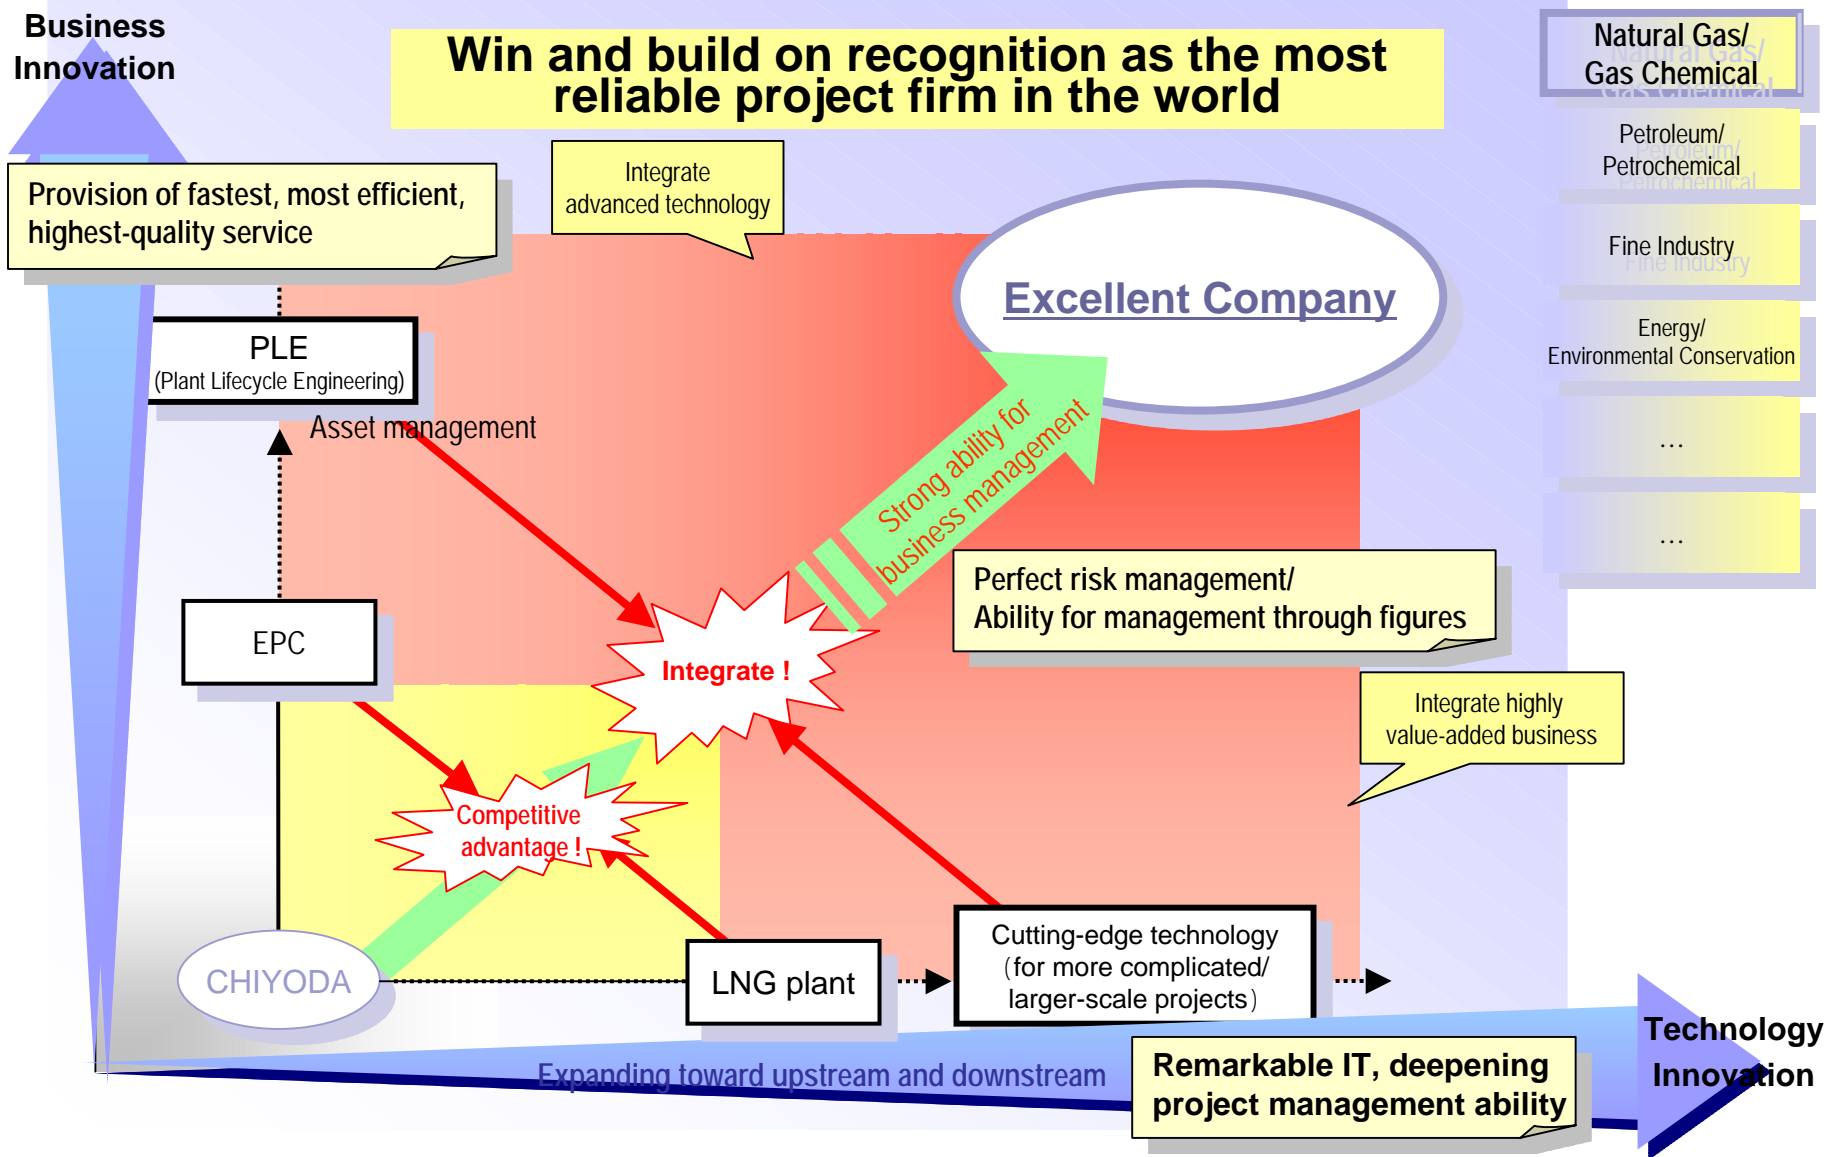 Business
Innovation
Win and build on recognition as the most
reliable project firm in the world
Natural Gas/
Gas Chemical
Petroleum/
Petrochemical
Fine Industry
Energy/
Environmental Conservation
…
…
Provision of fastest, most efficient,
highest-quality service
Integrate
advanced technology
Excellent Company
PLE
(Plant Lifecycle Engineering)
Asset management
Strong ability for
business management
Perfect risk management/
Ability for management through figures
EPC
Integrate !
Integrate highly
value-added business
Competitive
advantage !
CHIYODA
LNG plant
Cutting-edge technology
(for more complicated/
larger-scale projects)
Technology
Innovation
Expanding toward upstream and downstream
Remarkable IT, deepening
project management ability